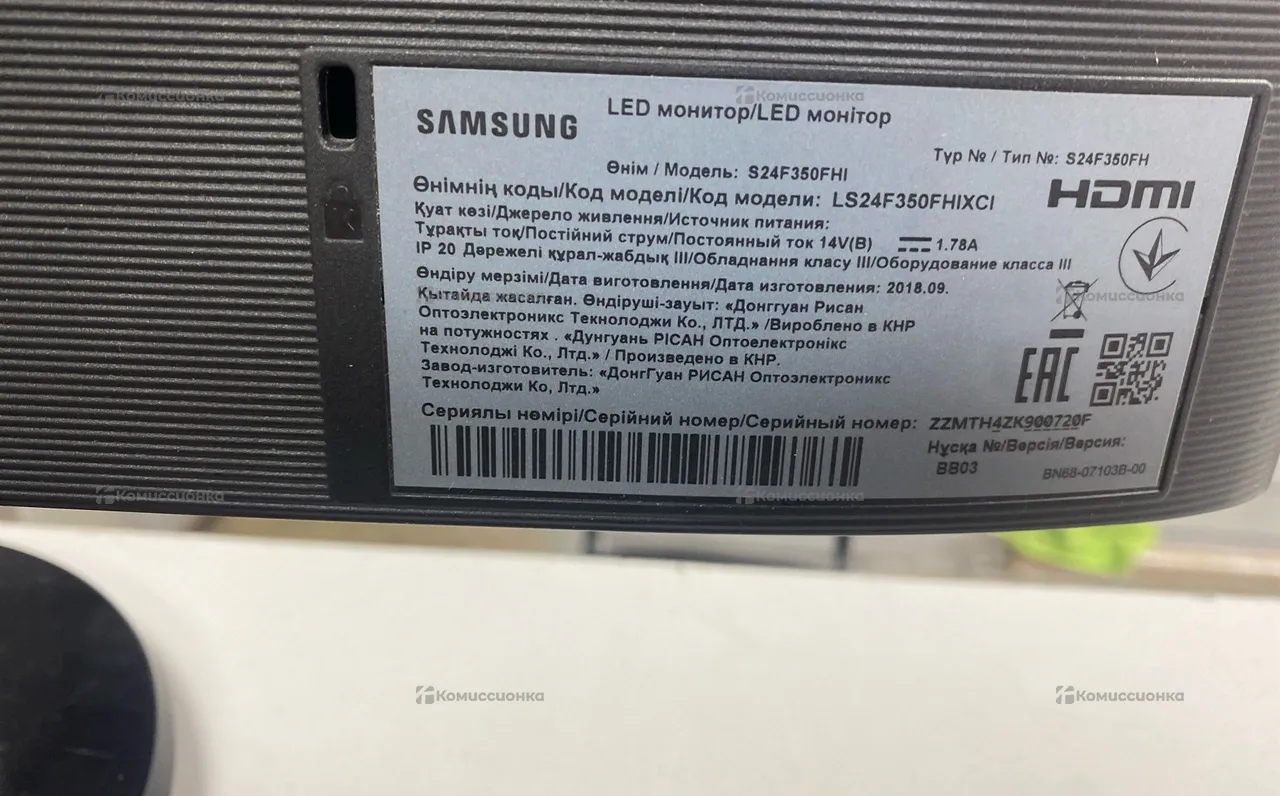 SAMSUNG
LED монитор/LED монітор
Түр № / Тип №: S24F350FH
Өнім / Модель: S24F350FHI
HDMI
Өнімнің коды/Код моделі/Код модели: LS24F350FHIXCI
Қуат көзі/Джерело живлення/Источник питания:
Тұрақты тоқ/Постійний струм/Постоянный ток 14V(B) 1.78A
IP 20 Дәрежелі құрал-жабдық III/Обладнання класу III/Оборудование класса III
Өндіру мерзімі/Дата виготовлення/Дата изготовления: 2018.09.
Қытайда жасалған. Өндіруші-зауыт: «Донггуан Рисан
Оптоэлектроникс Текнолоджи Ко., ЛТД.» /Вироблено в КНР
на потужностях . «Дунгуань РІСАН Оптоелектронікс
Технолоджі Ко., Лтд.» / Произведено в КНР.
Завод-изготовитель: «ДонгГуан РИСАН Оптоэлектроникс
Технолоджи Ко, Лтд.»
EAC
Сериялы нөмірі/Серійний номер/Серийный номер: ZZMTH4ZK900720F
Нұсқа №/Версія/Версия:
BB03
BN68-07103B-00
Комиссионка
Комиссионка
Комиссионка
Комиссионка
Комиссионка
Комиссионка
Комиссионка